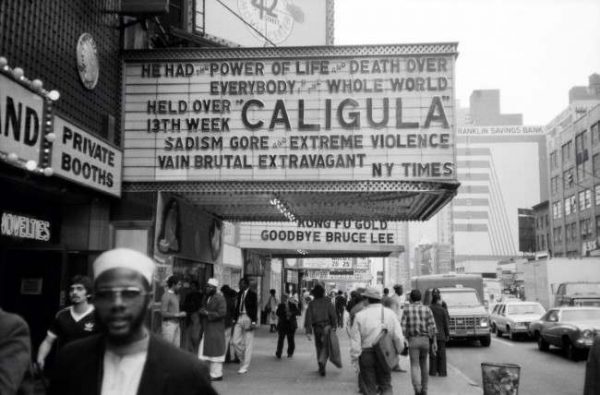 42
HE HAD THE POWER OF LIFE AND DEATH OVER
EVERYBODY IN THE WHOLE WORLD
HELD OVER "CALIGULA"
13TH WEEK
SADISM GORE AND EXTREME VIOLENCE
VAIN BRUTAL EXTRAVAGANT NY TIMES
AND
PRIVATE
BOOTHS
NOVELTIES
KUNG FU GOLD
GOODBYE BRUCE LEE
FRANKLIN SAVINGS BANK